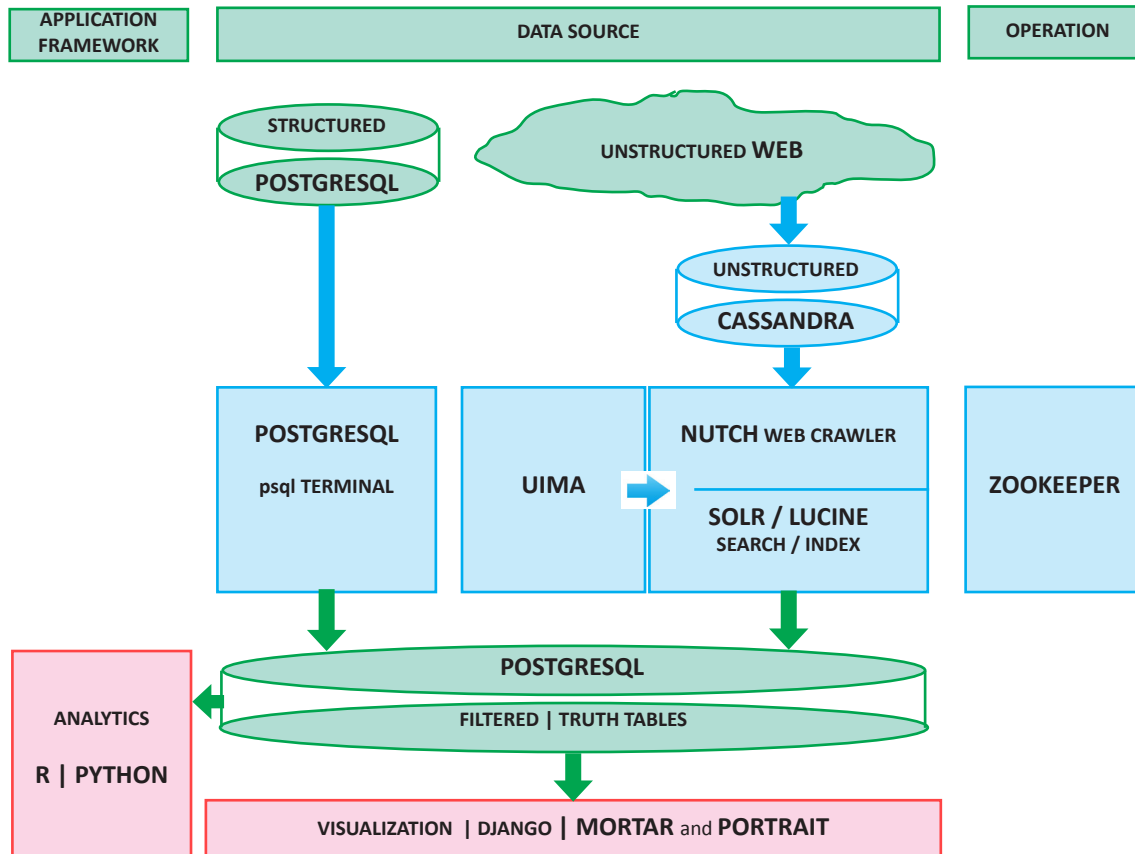 APPLICATION
FRAMEWORK
DATA SOURCE
OPERATION
STRUCTURED
POSTGRESQL
UNSTRUCTURED WEB
UNSTRUCTURED
CASSANDRA
POSTGRESQL
psql TERMINAL
UIMA
NUTCH WEB CRAWLER
SOLR / LUCINE
SEARCH / INDEX
ZOOKEEPER
POSTGRESQL
FILTERED | TRUTH TABLES
ANALYTICS
R | PYTHON
VISUALIZATION | DJANGO | MORTAR and PORTRAIT